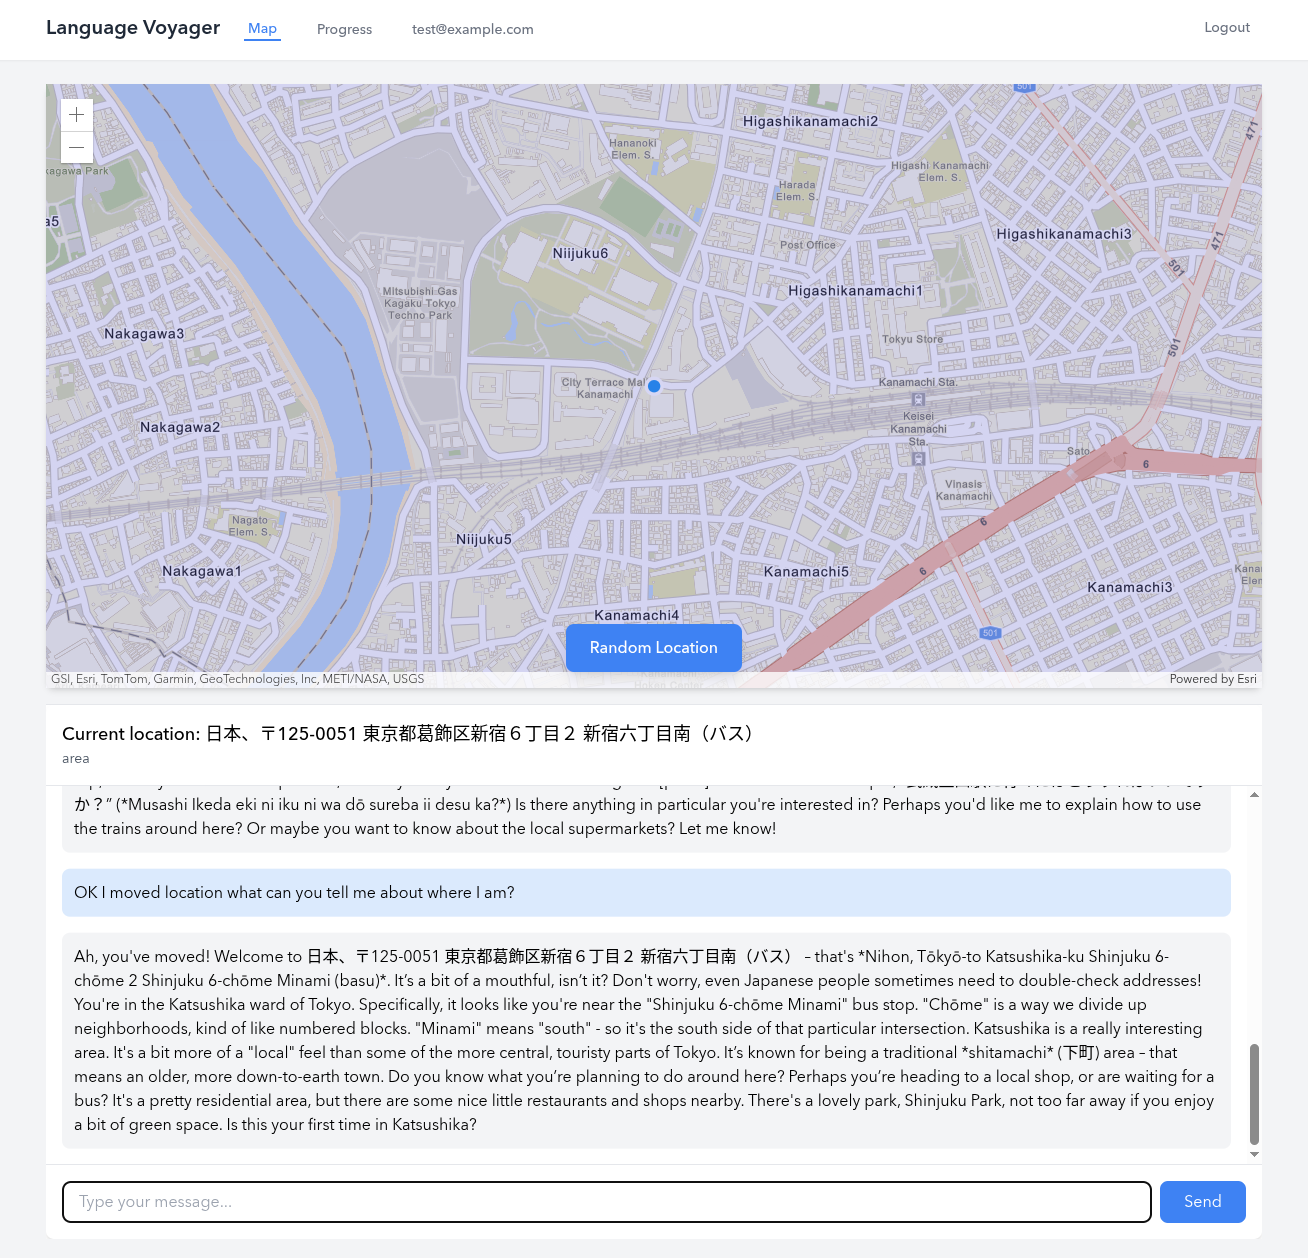 Language Voyager
Map
Progress
test@example.com
Logout
501
471
Higashikanamachi2
Hananoki
Elem. S.
Higashi Kanamachi
Elem. S.
kagawa Park
Harada
Elem. S.
a5
Higashikanamachi3
471
Post Office
Niijuku6
501
Mitsubishi Gas
Kagaku Tokyo
Techno Park
Higashikanamachi1
Nakagawa3
Tokyu Store
501
City Terrace Mal
Kanamachi
Kanamachi Sta.
Keisei
Kanamachi
Sta.
Nakagawa2
Sato
6
Vinasis
Kanamachi
Nagato
Elem. S.
6
Niijuku5
Nakagawa1
Kanamachi5
6
Kanamachi3
Kanam
Elem
Kanamachi4
501
Random Location
Kanamachi
Hokan Center
GSI, Esri, TomTom, Garmin, GeoTechnologies, Inc, METI/NASA, USGS
Powered by Esri
Current location: 日本、〒125-0051 東京都葛飾区新宿６丁目２ 新宿六丁目南（バス）
area
か？” (*Musashi Ikeda eki ni iku ni wa dō sureba ii desu ka?*) Is there anything in particular you're interested in? Perhaps you'd like me to explain how to use
the trains around here? Or maybe you want to know about the local supermarkets? Let me know!
OK I moved location what can you tell me about where I am?
Ah, you've moved! Welcome to 日本、〒125-0051 東京都葛飾区新宿６丁目２ 新宿六丁目南（バス） – that's *Nihon, Tōkyō-to Katsushika-ku Shinjuku 6-
chōme 2 Shinjuku 6-chōme Minami (basu)*. It’s a bit of a mouthful, isn’t it? Don't worry, even Japanese people sometimes need to double-check addresses!
You're in the Katsushika ward of Tokyo. Specifically, it looks like you're near the "Shinjuku 6-chōme Minami" bus stop. "Chōme" is a way we divide up
neighborhoods, kind of like numbered blocks. "Minami" means "south" - so it's the south side of that particular intersection. Katsushika is a really interesting
area. It's a bit more of a "local" feel than some of the more central, touristy parts of Tokyo. It’s known for being a traditional *shitamachi* (下町) area – that
means an older, more down-to-earth town. Do you know what you’re planning to do around here? Perhaps you’re heading to a local shop, or are waiting for a
bus? It's a pretty residential area, but there are some nice little restaurants and shops nearby. There's a lovely park, Shinjuku Park, not too far away if you enjoy
a bit of green space. Is this your first time in Katsushika?
Type your message...
Send